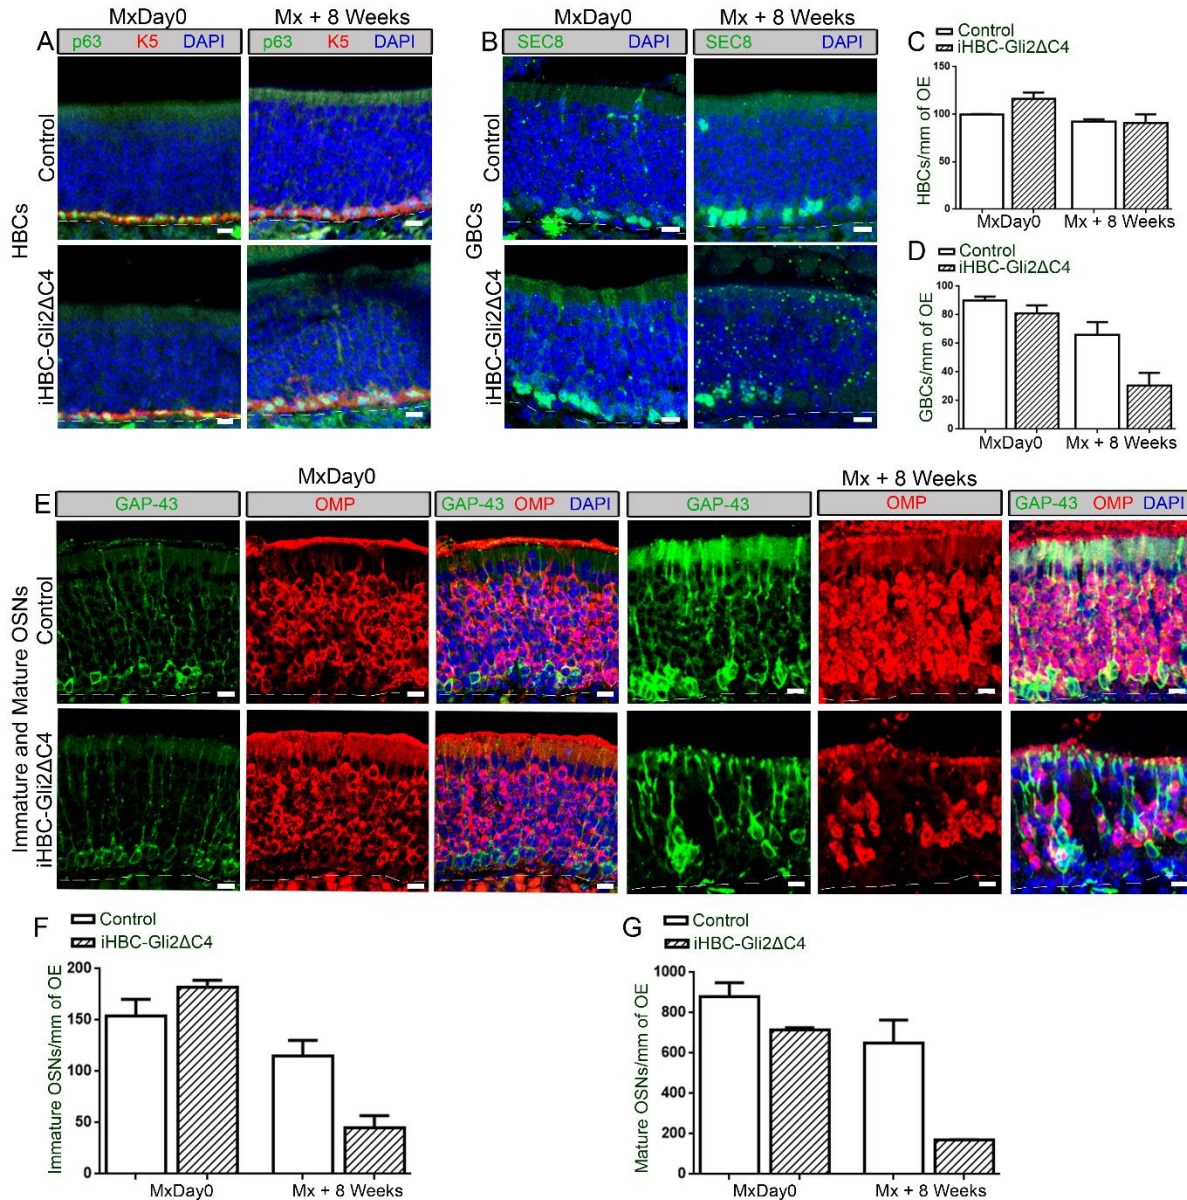 MxDay0 Mx + 8 Weeks
A
p63 K5 DAPI p63 K5 DAPI
HBCs
Control
iHBC-Gli2ΔC4
MxDay0 Mx + 8 Weeks
B
SEC8 DAPI SEC8 DAPI
GBCs
Control
iHBC-Gli2ΔC4
C
Control
iHBC-Gli2ΔC4
HBCs/mm of OE
150
100
50
0
MxDay0 Mx + 8 Weeks
D
Control
iHBC-Gli2ΔC4
GBCs/mm of OE
100
80
60
40
20
0
MxDay0 Mx + 8 Weeks
MxDay0 Mx + 8 Weeks
E
GAP-43 OMP GAP-43 OMP DAPI GAP-43 OMP GAP-43 OMP DAPI
Immature and Mature OSNs
Control
iHBC-Gli2ΔC4
F
Control
iHBC-Gli2ΔC4
Immature OSNs/mm of OE
200
150
100
50
0
MxDay0 Mx + 8 Weeks
G
Control
iHBC-Gli2ΔC4
Mature OSNs/mm of OE
1000
800
600
400
200
0
MxDay0 Mx + 8 Weeks